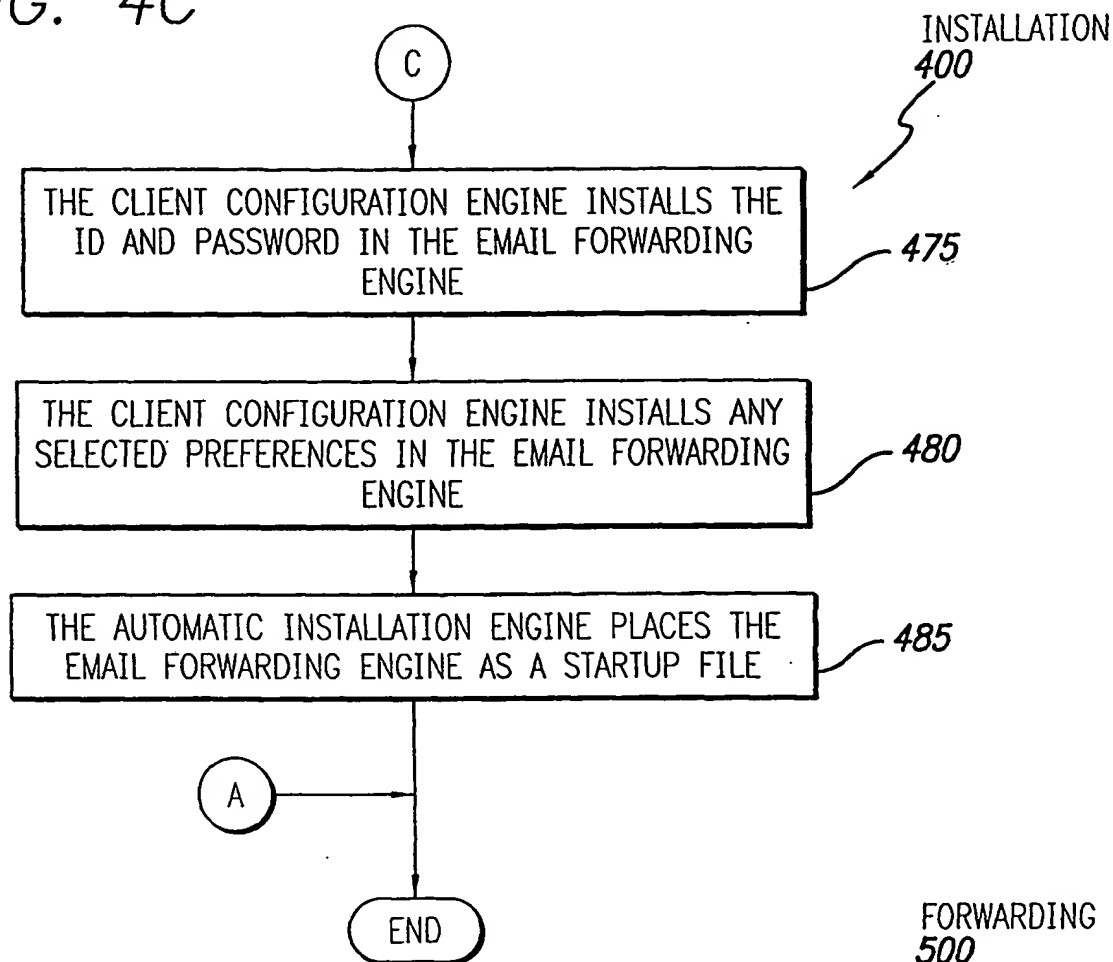 FIG. 4C
INSTALLATION
400
C
THE CLIENT CONFIGURATION ENGINE INSTALLS THE
ID AND PASSWORD IN THE EMAIL FORWARDING
ENGINE
475
THE CLIENT CONFIGURATION ENGINE INSTALLS ANY
SELECTED PREFERENCES IN THE EMAIL FORWARDING
ENGINE
480
THE AUTOMATIC INSTALLATION ENGINE PLACES THE
EMAIL FORWARDING ENGINE AS A STARTUP FILE
485
A
END
FORWARDING
500